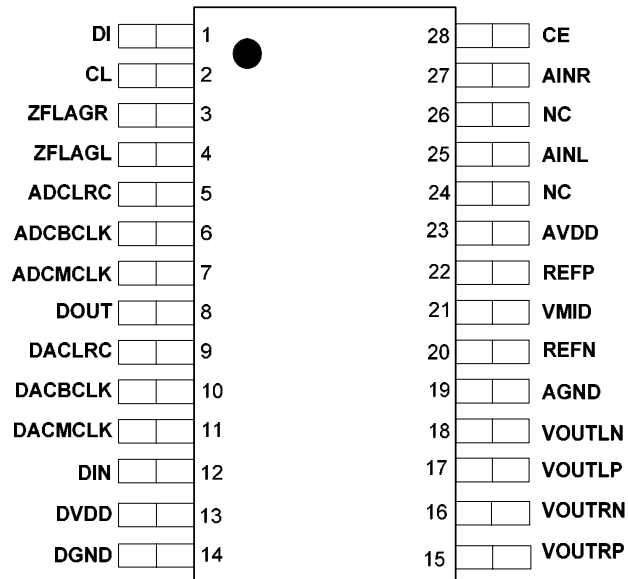 DI 1 28 CE
CL 2 27 AINR
ZFLAGR 3 26 NC
ZFLAGL 4 25 AINL
ADCLRC 5 24 NC
ADCBCLK 6 23 AVDD
ADCMCLK 7 22 REFP
DOUT 8 21 VMID
DACLRC 9 20 REFN
DACBCLK 10 19 AGND
DACMCLK 11 18 VOUTLN
DIN 12 17 VOUTLP
DVDD 13 16 VOUTRN
DGND 14 15 VOUTRP